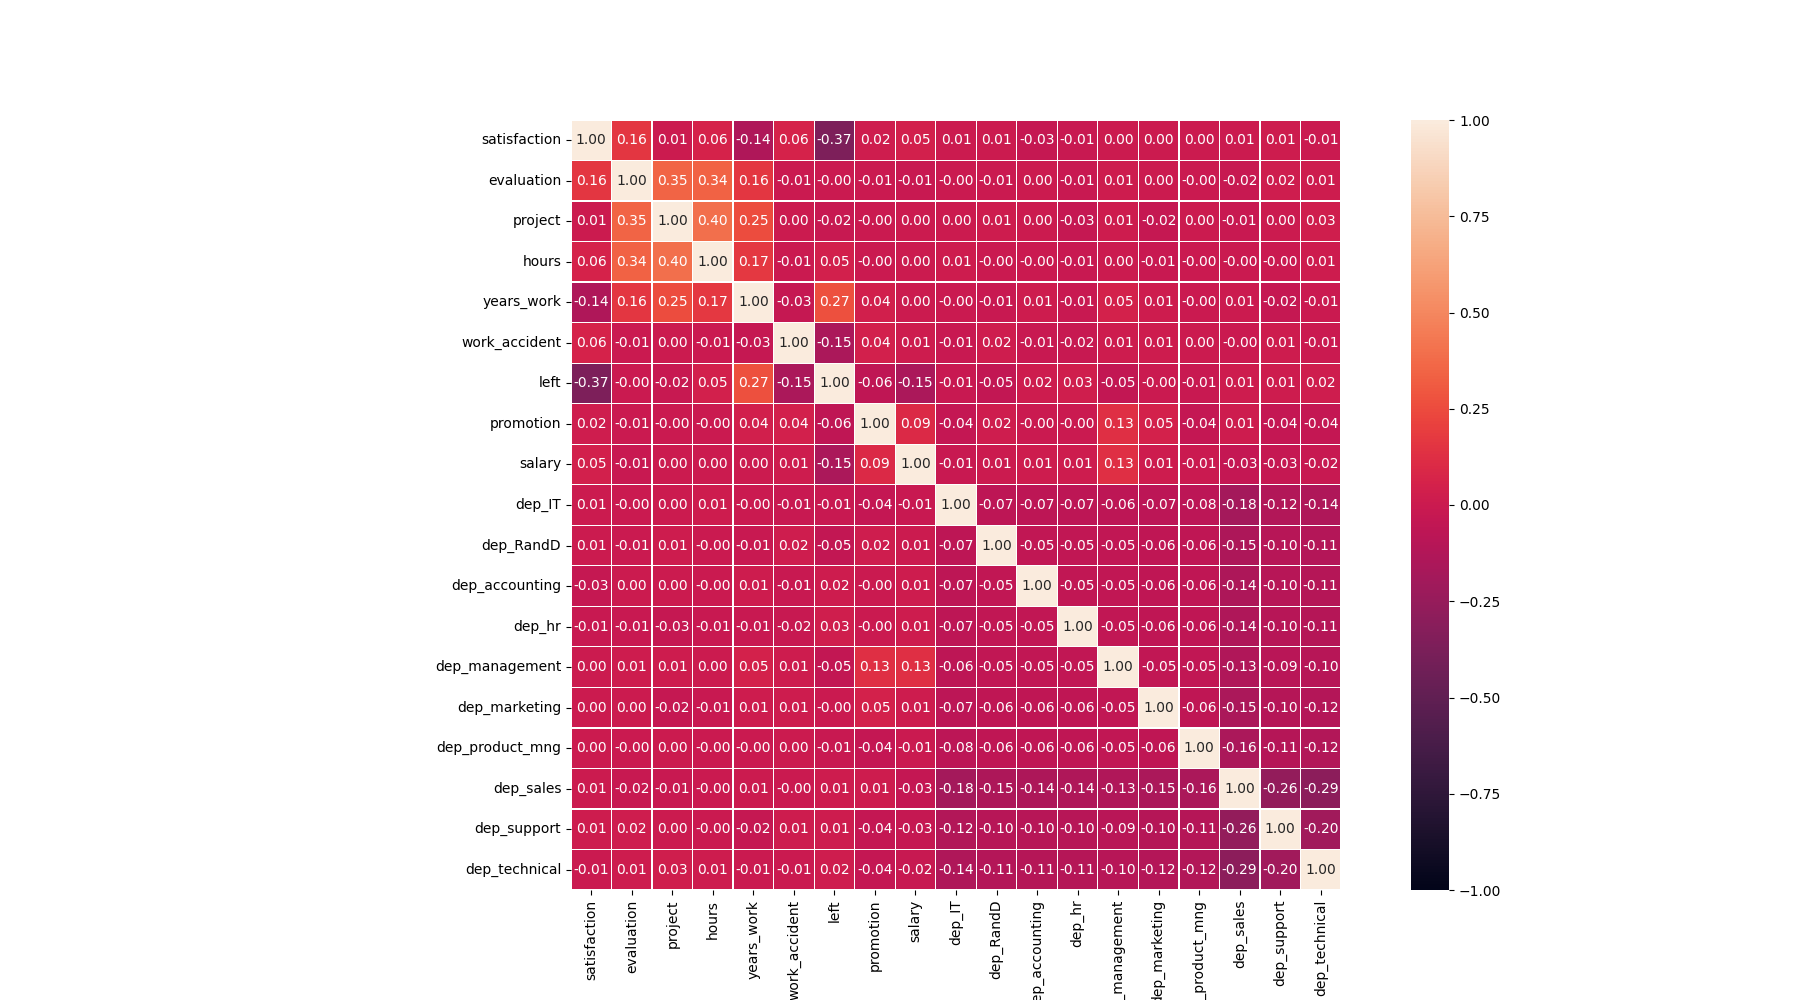 satisfaction 1.00 0.16 0.01 0.06 -0.14 0.06 -0.37 0.02 0.05 0.01 0.01 -0.03 -0.01 0.00 0.00 0.00 0.01 0.01 -0.01 1.00
evaluation 0.16 1.00 0.35 0.34 0.16 -0.01 -0.00 -0.01 -0.01 -0.00 -0.01 0.00 -0.01 0.01 0.00 -0.00 -0.02 0.02 0.01
project 0.01 0.35 1.00 0.40 0.25 0.00 -0.02 -0.00 0.00 0.00 0.01 0.00 -0.03 0.01 -0.02 0.00 -0.01 0.00 0.03 0.75
hours 0.06 0.34 0.40 1.00 0.17 -0.01 0.05 -0.00 0.00 0.01 -0.00 -0.00 -0.01 0.00 -0.01 -0.00 -0.00 -0.00 0.01
years_work -0.14 0.16 0.25 0.17 1.00 -0.03 0.27 0.04 0.00 -0.00 -0.01 0.01 -0.01 0.05 0.01 -0.00 0.01 -0.02 -0.01 0.50
work_accident 0.06 -0.01 0.00 -0.01 -0.03 1.00 -0.15 0.04 0.01 -0.01 0.02 -0.01 -0.02 0.01 0.01 0.00 -0.00 0.01 -0.01
left -0.37 -0.00 -0.02 0.05 0.27 -0.15 1.00 -0.06 -0.15 -0.01 -0.05 0.02 0.03 -0.05 -0.00 -0.01 0.01 0.01 0.02
promotion 0.02 -0.01 -0.00 -0.00 0.04 0.04 -0.06 1.00 0.09 -0.04 0.02 -0.00 -0.00 0.13 0.05 -0.04 0.01 -0.04 -0.04 0.25
salary 0.05 -0.01 0.00 0.00 0.00 0.01 -0.15 0.09 1.00 -0.01 0.01 0.01 0.01 0.13 0.01 -0.01 -0.03 -0.03 -0.02
dep_IT 0.01 -0.00 0.00 0.01 -0.00 -0.01 -0.01 -0.04 -0.01 1.00 -0.07 -0.07 -0.07 -0.06 -0.07 -0.08 -0.18 -0.12 -0.14 0.00
dep_RandD 0.01 -0.01 0.01 -0.00 -0.01 0.02 -0.05 0.02 0.01 -0.07 1.00 -0.05 -0.05 -0.05 -0.06 -0.06 -0.15 -0.10 -0.11
dep_accounting -0.03 0.00 0.00 -0.00 0.01 -0.01 0.02 -0.00 0.01 -0.07 -0.05 1.00 -0.05 -0.05 -0.06 -0.06 -0.14 -0.10 -0.11 −0.25
dep_hr -0.01 -0.01 -0.03 -0.01 -0.01 -0.02 0.03 -0.00 0.01 -0.07 -0.05 -0.05 1.00 -0.05 -0.06 -0.06 -0.14 -0.10 -0.11
dep_management 0.00 0.01 0.01 0.00 0.05 0.01 -0.05 0.13 0.13 -0.06 -0.05 -0.05 -0.05 1.00 -0.05 -0.05 -0.13 -0.09 -0.10
dep_marketing 0.00 0.00 -0.02 -0.01 0.01 0.01 -0.00 0.05 0.01 -0.07 -0.06 -0.06 -0.06 -0.05 1.00 -0.06 -0.15 -0.10 -0.12 −0.50
dep_product_mng 0.00 -0.00 0.00 -0.00 -0.00 0.00 -0.01 -0.04 -0.01 -0.08 -0.06 -0.06 -0.06 -0.05 -0.06 1.00 -0.16 -0.11 -0.12
dep_sales 0.01 -0.02 -0.01 -0.00 0.01 -0.00 0.01 0.01 -0.03 -0.18 -0.15 -0.14 -0.14 -0.13 -0.15 -0.16 1.00 -0.26 -0.29 −0.75
dep_support 0.01 0.02 0.00 -0.00 -0.02 0.01 0.01 -0.04 -0.03 -0.12 -0.10 -0.10 -0.10 -0.09 -0.10 -0.11 -0.26 1.00 -0.20
dep_technical -0.01 0.01 0.03 0.01 -0.01 -0.01 0.02 -0.04 -0.02 -0.14 -0.11 -0.11 -0.11 -0.10 -0.12 -0.12 -0.29 -0.20 1.00 −1.00
satisfaction
evaluation
project
hours
years_work
work_accident
left
promotion
salary
dep_IT
dep_RandD
ep_accounting
dep_hr
_management
dep_marketing
_product_mng
dep_sales
dep_support
dep_technical